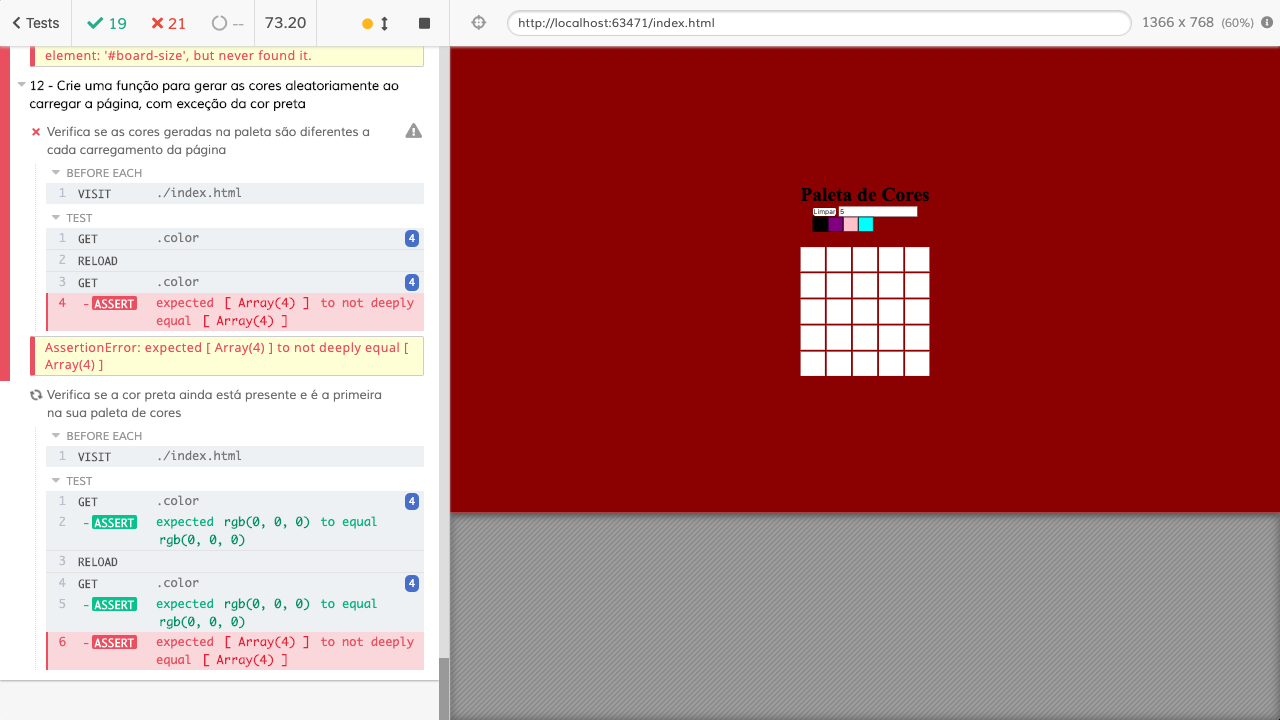 Tests 19 21 -- 73.20
http://localhost:63471/index.html 1366 x 768 (60%)
element: '#board-size', but never found it.
12 - Crie uma função para gerar as cores aleatoriamente ao
carregar a página, com exceção da cor preta
Verifica se as cores geradas na paleta são diferentes a
cada carregamento da página
BEFORE EACH
1 VISIT ./index.html
TEST
1 GET .color 4
2 RELOAD
3 GET .color 4
4 -ASSERT expected [ Array(4) ] to not deeply
equal [ Array(4) ]
AssertionError: expected [ Array(4) ] to not deeply equal [
Array(4) ]
Verifica se a cor preta ainda está presente e é a primeira
na sua paleta de cores
BEFORE EACH
1 VISIT ./index.html
TEST
1 GET .color 4
2 -ASSERT expected rgb(0, 0, 0) to equal
rgb(0, 0, 0)
3 RELOAD
4 GET .color 4
5 -ASSERT expected rgb(0, 0, 0) to equal
rgb(0, 0, 0)
6 -ASSERT expected [ Array(4) ] to not deeply
equal [ Array(4) ]
Paleta de Cores
Limpar 5